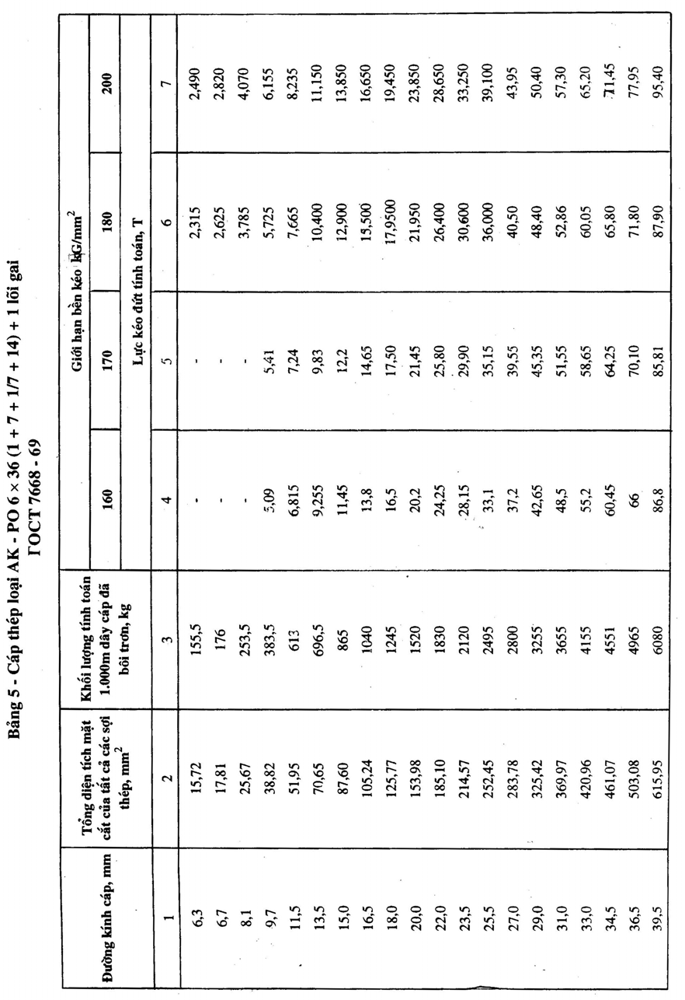 Bảng 5 - Cáp thép loại AK - PO 6 × 36 (1 + 7 + 1/7 + 14) + 1 lõi gai
ГОСТ 7668 - 69
Đường kính cáp, mm
Tổng diện tích mặt
cắt của tất cả các sợi
thép, mm²
Khối lượng tính toán
1.000m dây cáp đã
bôi trơn, kg
Giới hạn bền kéo kG/mm²
160 170 180 200
Lực kéo đứt tính toán, T
1 2 3 4 5 6 7
6,3 15,72 155,5 - - 2,315 2,490
6,7 17,81 176 - - 2,625 2,820
8,1 25,67 253,5 - - 3,785 4,070
9,7 38,82 383,5 5,09 5,41 5,725 6,155
11,5 51,95 613 6,815 7,24 7,665 8,235
13,5 70,65 696,5 9,255 9,83 10,400 11,150
15,0 87,60 865 11,45 12,2 12,900 13,850
16,5 105,24 1040 13,8 14,65 15,500 16,650
18,0 125,77 1245 16,5 17,50 17,9500 19,450
20,0 153,98 1520 20,2 21,45 21,950 23,850
22,0 185,10 1830 24,25 25,80 26,400 28,650
23,5 214,57 2120 28,15 29,90 30,600 33,250
25,5 252,45 2495 33,1 35,15 36,000 39,100
27,0 283,78 2800 37,2 39,55 40,50 43,95
29,0 325,42 3255 42,65 45,35 48,40 50,40
31,0 369,97 3655 48,5 51,55 52,86 57,30
33,0 420,96 4155 55,2 58,65 60,05 65,20
34,5 461,07 4551 60,45 64,25 65,80 71,45
36,5 503,08 4965 66 70,10 71,80 77,95
39,5 615,95 6080 86,8 85,81 87,90 95,40